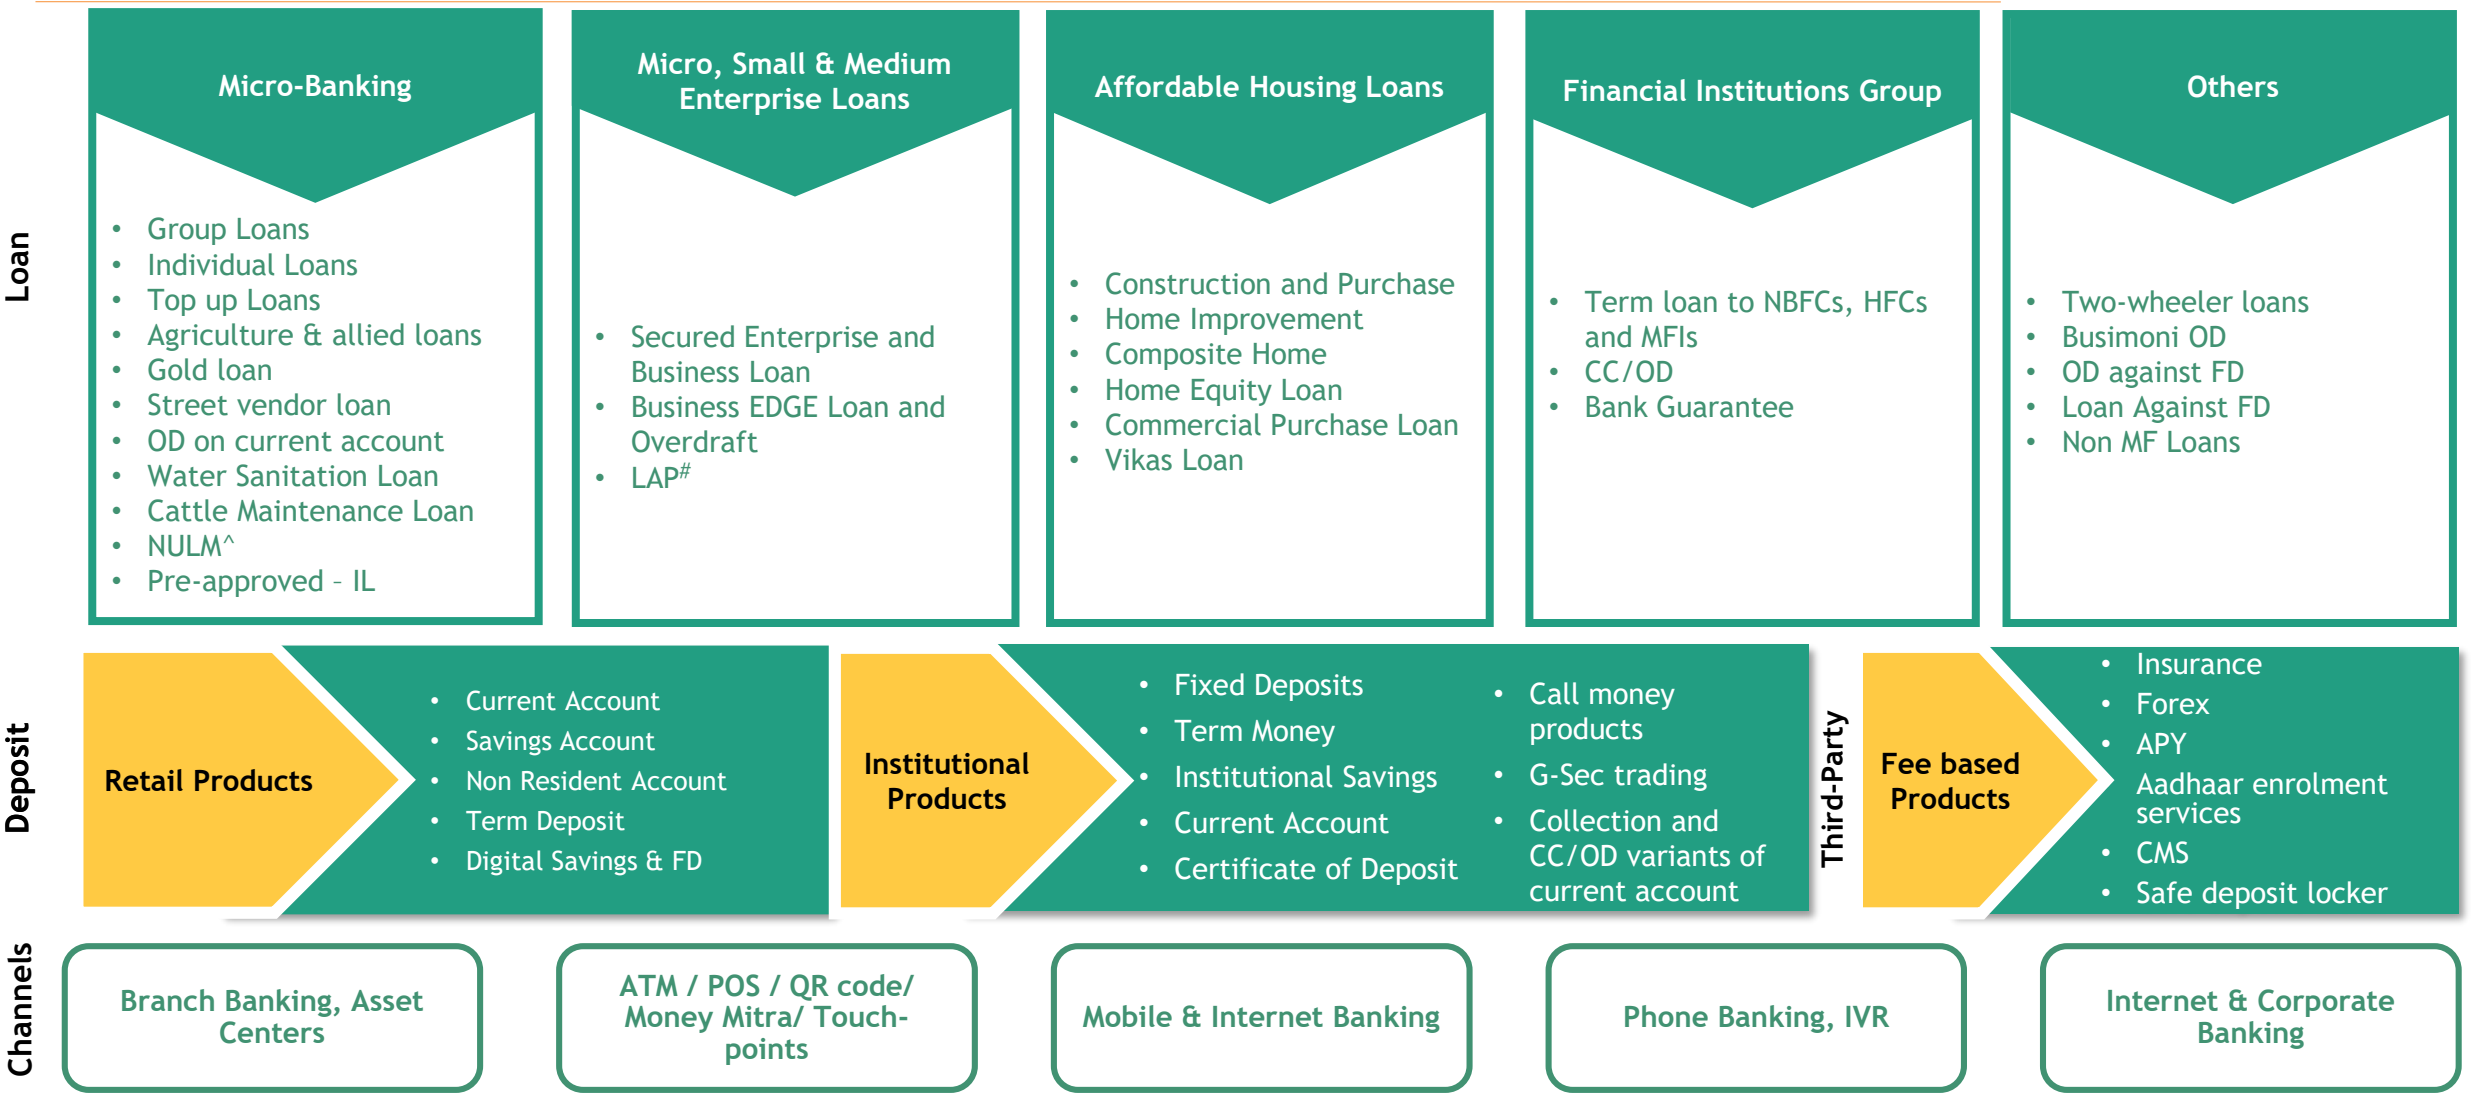 Loan
Micro-Banking
• Group Loans
• Individual Loans
• Top up Loans
• Agriculture & allied loans
• Gold loan
• Street vendor loan
• OD on current account
• Water Sanitation Loan
• Cattle Maintenance Loan
• NULM^
• Pre-approved – IL
Micro, Small & Medium
Enterprise Loans
• Secured Enterprise and
Business Loan
• Business EDGE Loan and
Overdraft
• LAP#
Affordable Housing Loans
• Construction and Purchase
• Home Improvement
• Composite Home
• Home Equity Loan
• Commercial Purchase Loan
• Vikas Loan
Financial Institutions Group
• Term loan to NBFCs, HFCs
and MFIs
• CC/OD
• Bank Guarantee
Others
• Two-wheeler loans
• Busimoni OD
• OD against FD
• Loan Against FD
• Non MF Loans
Deposit
Retail Products
• Current Account
• Savings Account
• Non Resident Account
• Term Deposit
• Digital Savings & FD
Institutional
Products
• Fixed Deposits
• Term Money
• Institutional Savings
• Current Account
• Certificate of Deposit
• Call money
products
• G-Sec trading
• Collection and
CC/OD variants of
current account
Third-Party
Fee based
Products
• Insurance
• Forex
• APY
• Aadhaar enrolment
services
• CMS
• Safe deposit locker
Channels
Branch Banking, Asset
Centers
ATM / POS / QR code/
Money Mitra/ Touch-
points
Mobile & Internet Banking
Phone Banking, IVR
Internet & Corporate
Banking